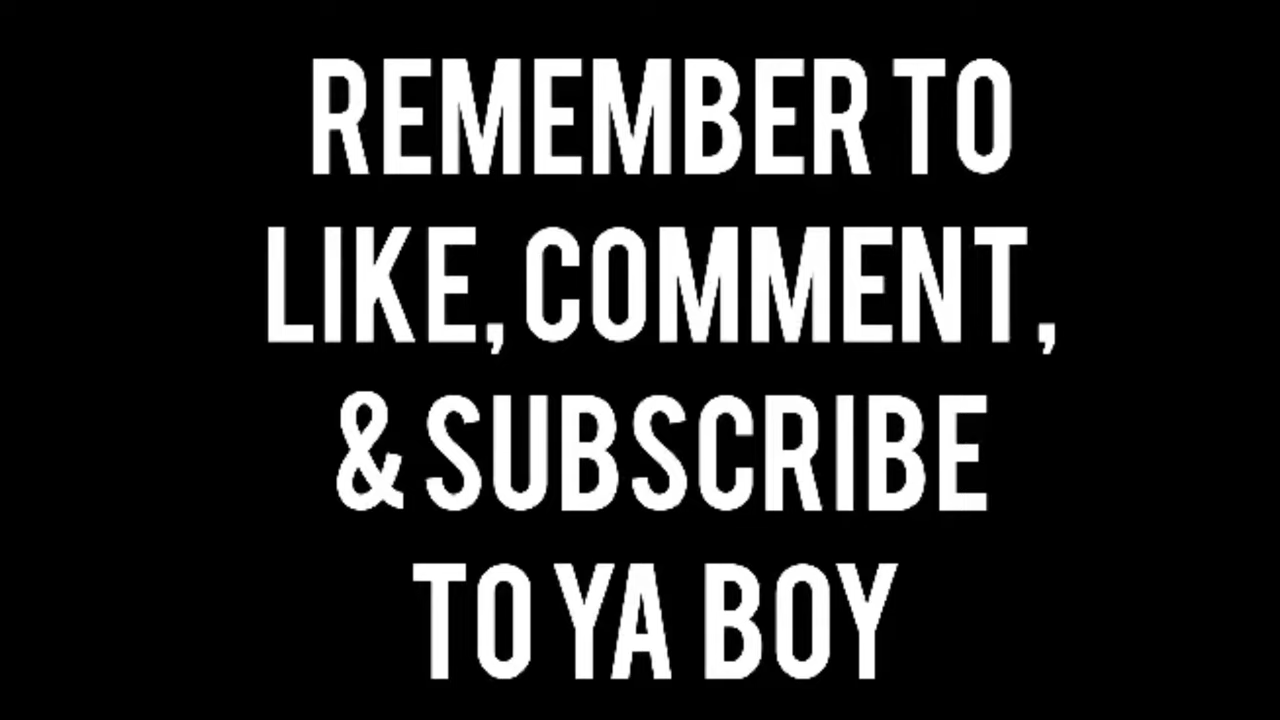 REMEMBER TO
LIKE, COMMENT,
& SUBSCRIBE
TO YA BOY